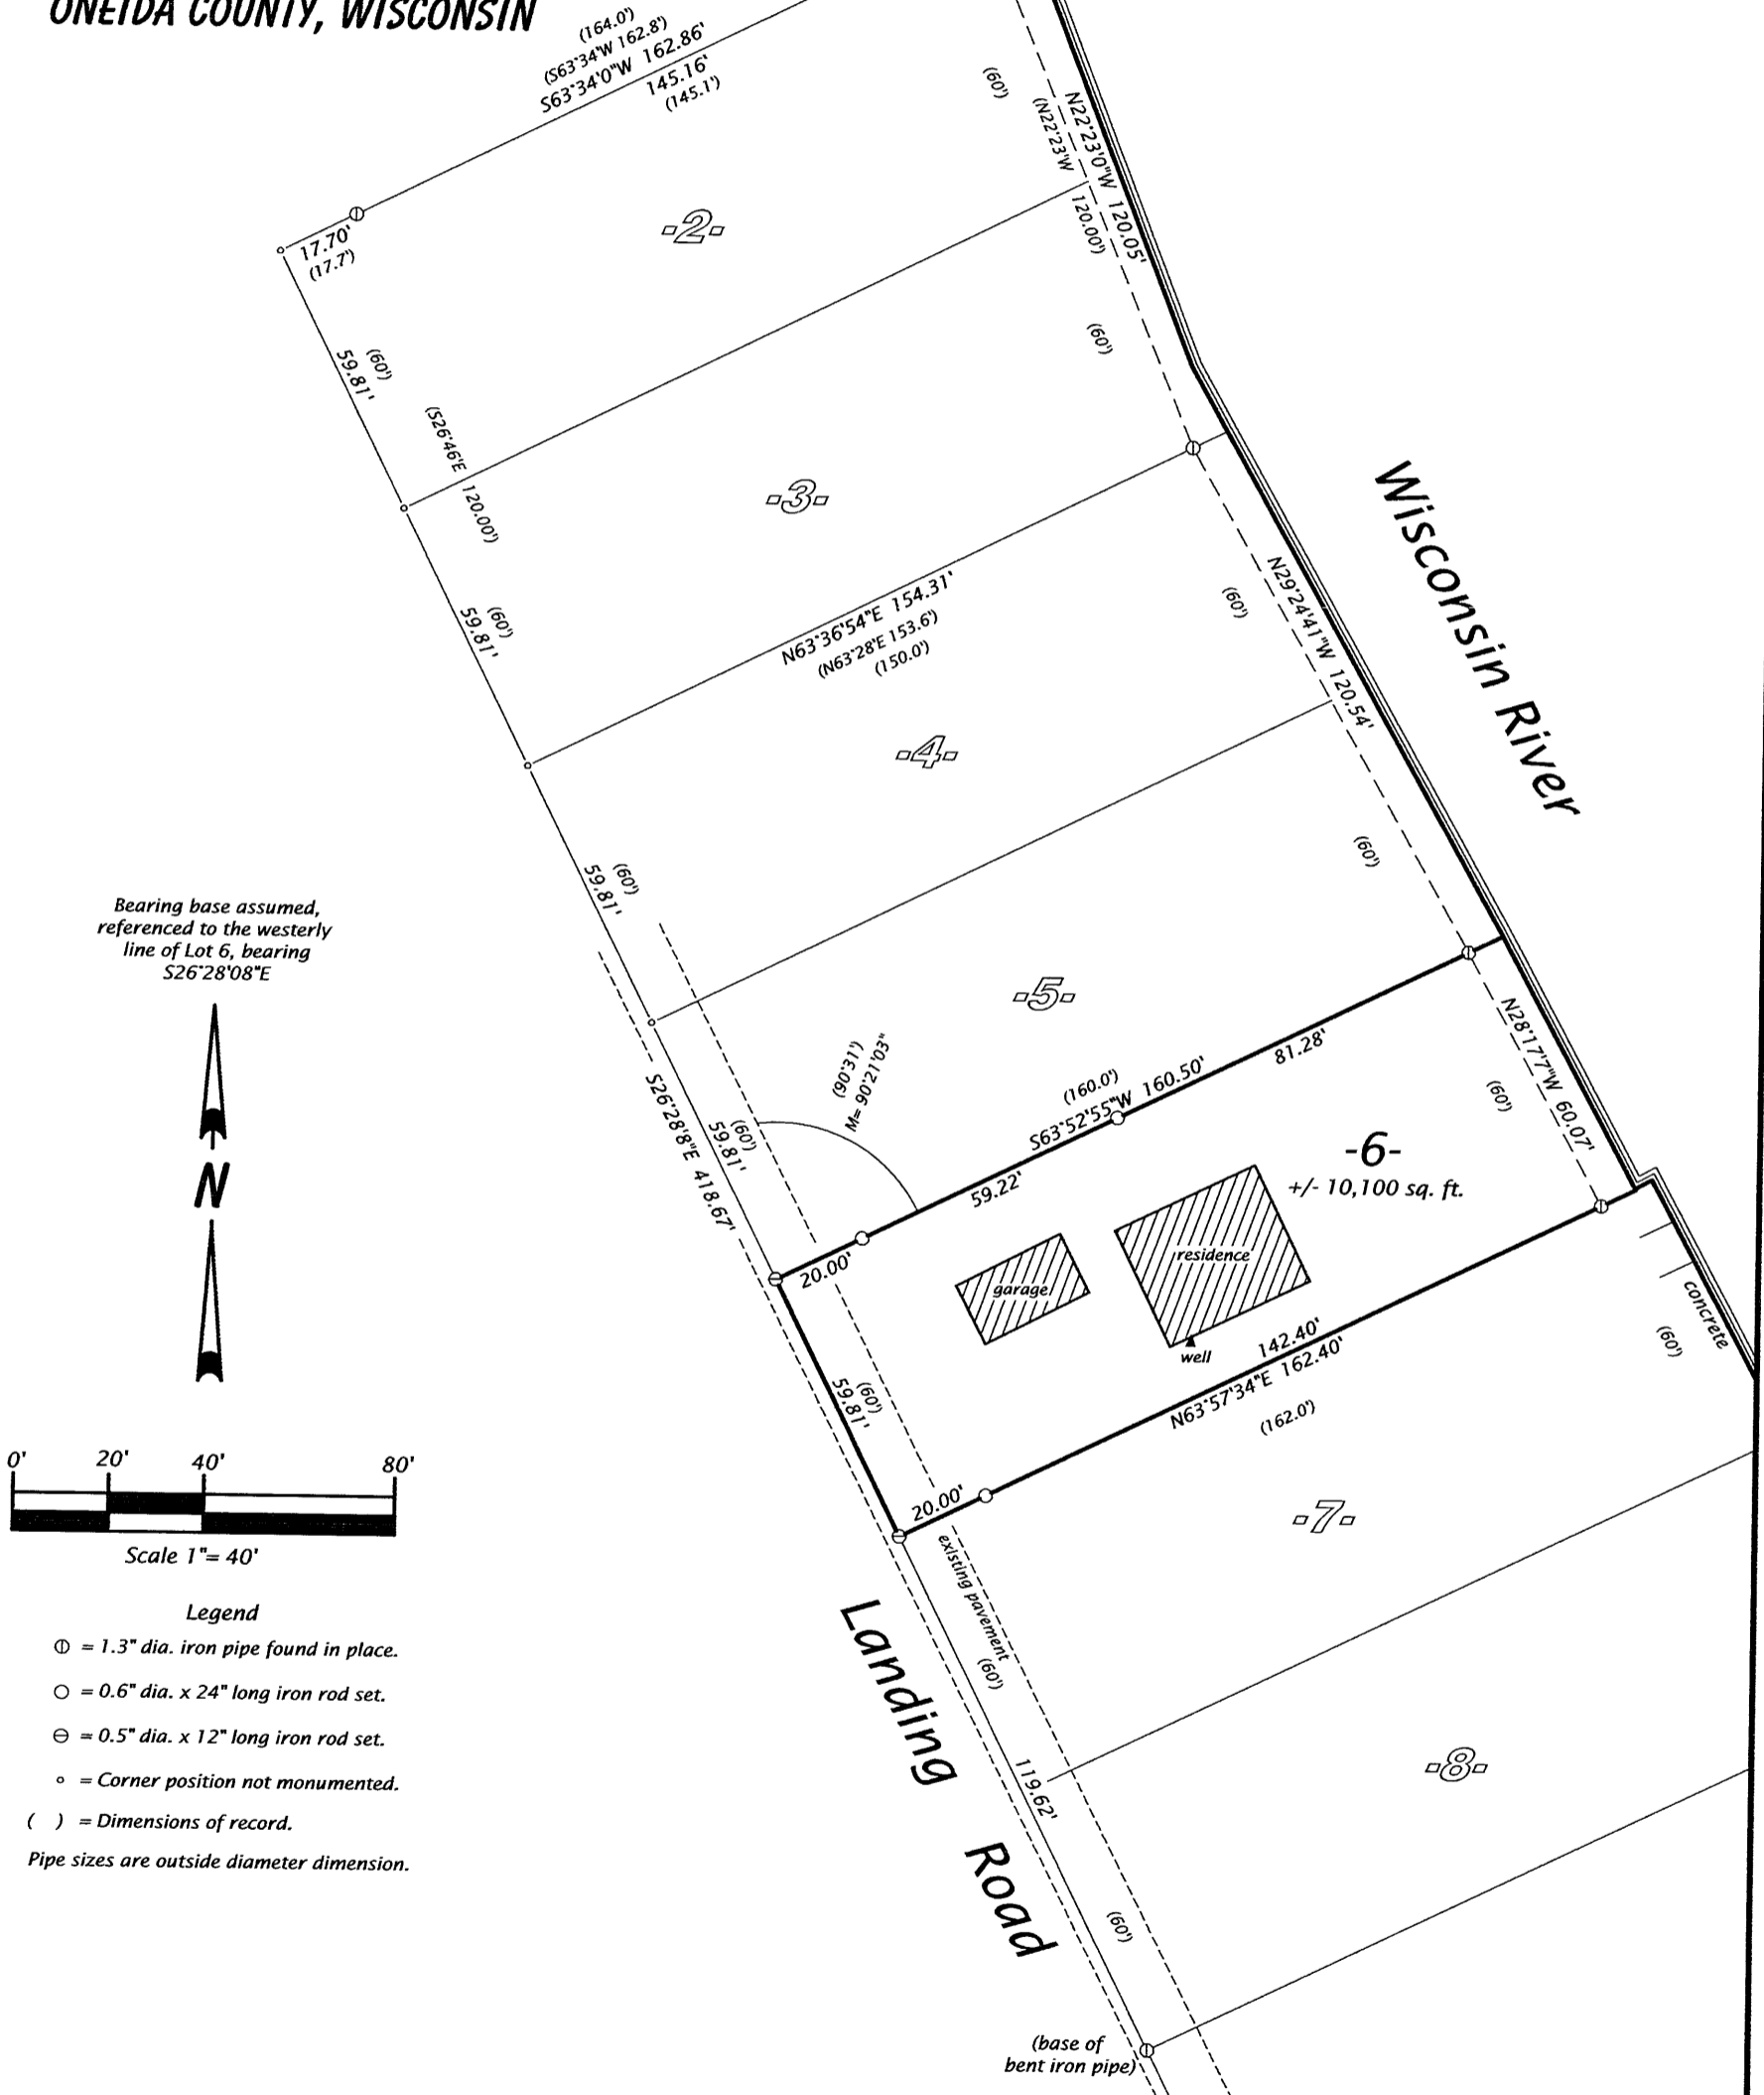 ONEIDA COUNTY, WISCONSIN
(164.0')
(S63°34'W 162.8')
S63°34'0"W 162.86'
145.16'
(145.1')
17.70'
(17.7')
(60')
N22°23'0"W 120.05'
(N22°23'W 120.00')
-2-
(60')
59.81'
(S26°46'E 120.00')
(60')
-3-
(60')
59.81'
N63°36'54"E 154.31'
(N63°28'E 153.6')
(150.0')
Wisconsin River
N29°24'41"W 120.54'
(60')
-4-
(60')
59.81'
(60')
Bearing base assumed,
referenced to the westerly
line of Lot 6, bearing
S26°28'08"E
N
-5-
(90°31')
M= 90°21'03"
S26°28'8"E 418.67'
(60')
59.81'
(160.0')
S63°52'55"W 160.50'
81.28'
59.22'
20.00'
N28°17'7"W 60.07'
(60')
-6-
+/- 10,100 sq. ft.
residence
garage
well
142.40'
N63°57'34"E 162.40'
(162.0')
(60')
59.81'
20.00'
concrete
(60')
0' 20' 40' 80'
Scale 1"= 40'
Legend
= 1.3" dia. iron pipe found in place.
= 0.6" dia. x 24" long iron rod set.
= 0.5" dia. x 12" long iron rod set.
= Corner position not monumented.
( ) = Dimensions of record.
Pipe sizes are outside diameter dimension.
-7-
existing pavement
(60')
Landing Road
119.62'
-8-
(60')
(base of
bent iron pipe)